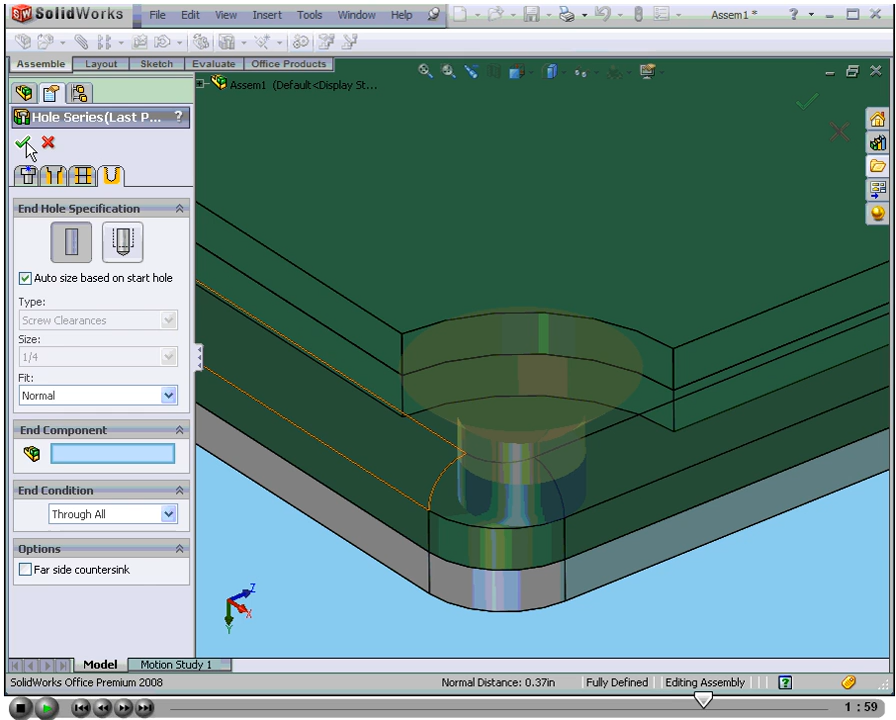 SolidWorks File Edit View Insert Tools Window Help Assem1 * ?
Assemble Layout Sketch Evaluate Office Products
Assem1 (Default<Display St...
Hole Series(Last P... ?
End Hole Specification
Auto size based on start hole
Type:
Screw Clearances
Size:
1/4
Fit:
Normal
End Component
End Condition
Through All
Options
Far side countersink
Z
X
Y
Model Motion Study 1
SolidWorks Office Premium 2008 Normal Distance: 0.37in Fully Defined Editing Assembly ?
1 : 59